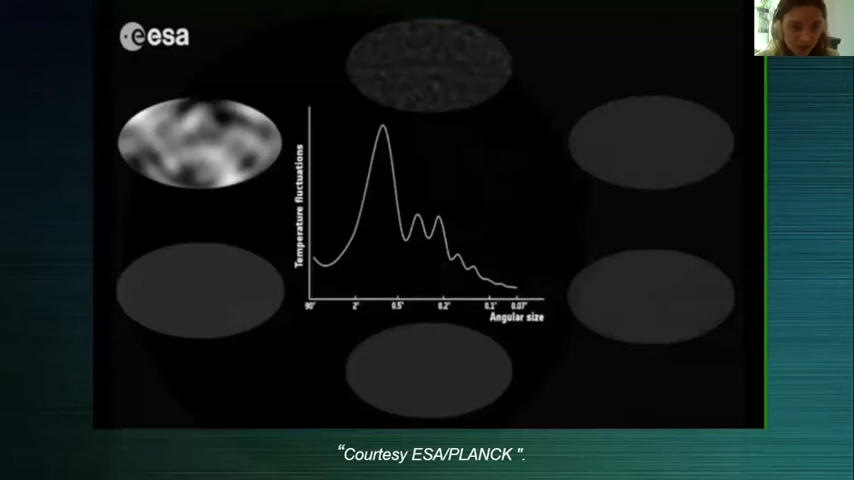 esa
Temperature fluctuations
90° 2° 0.5° 0.2° 0.1° 0.07°
Angular size
“Courtesy ESA/PLANCK ".